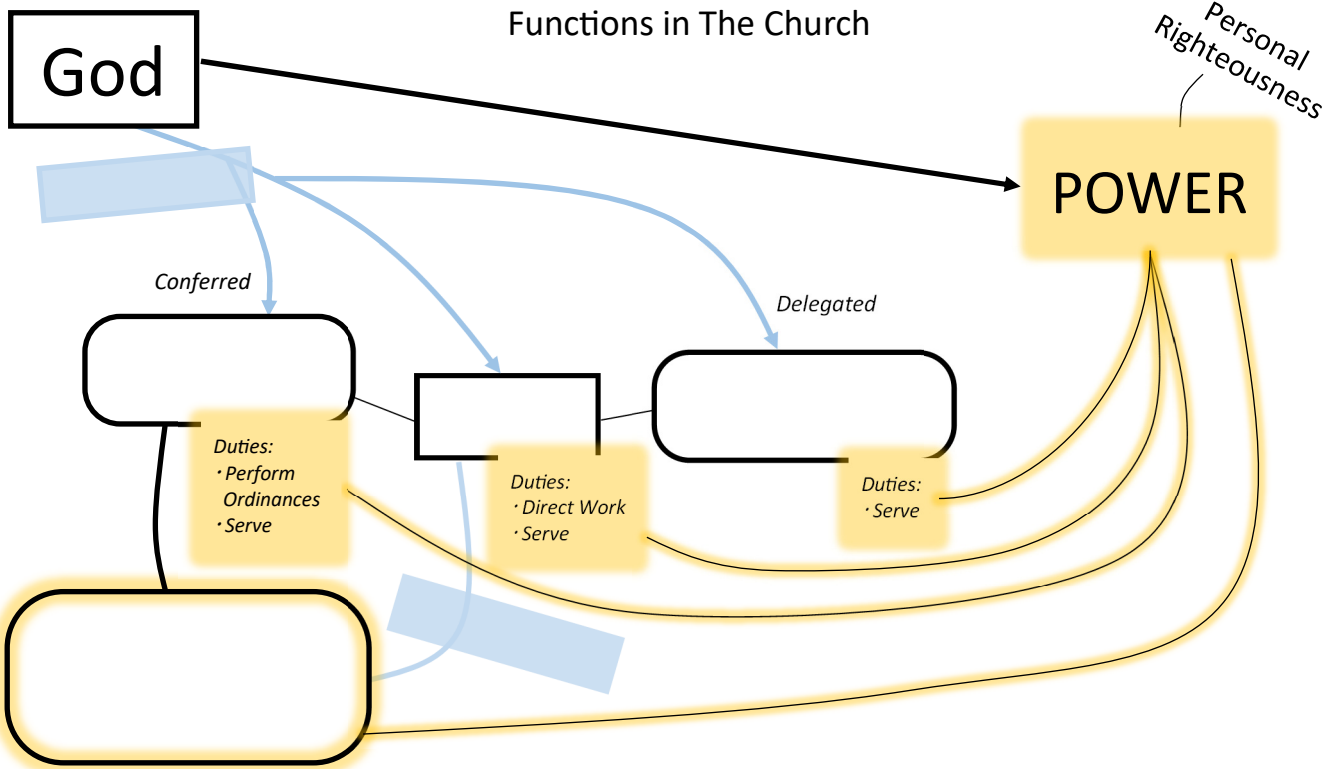 Functions in The Church
God
Personal
Righteousness
POWER
Conferred
Delegated
Duties:
· Perform
Ordinances
· Serve
Duties:
· Direct Work
· Serve
Duties:
· Serve